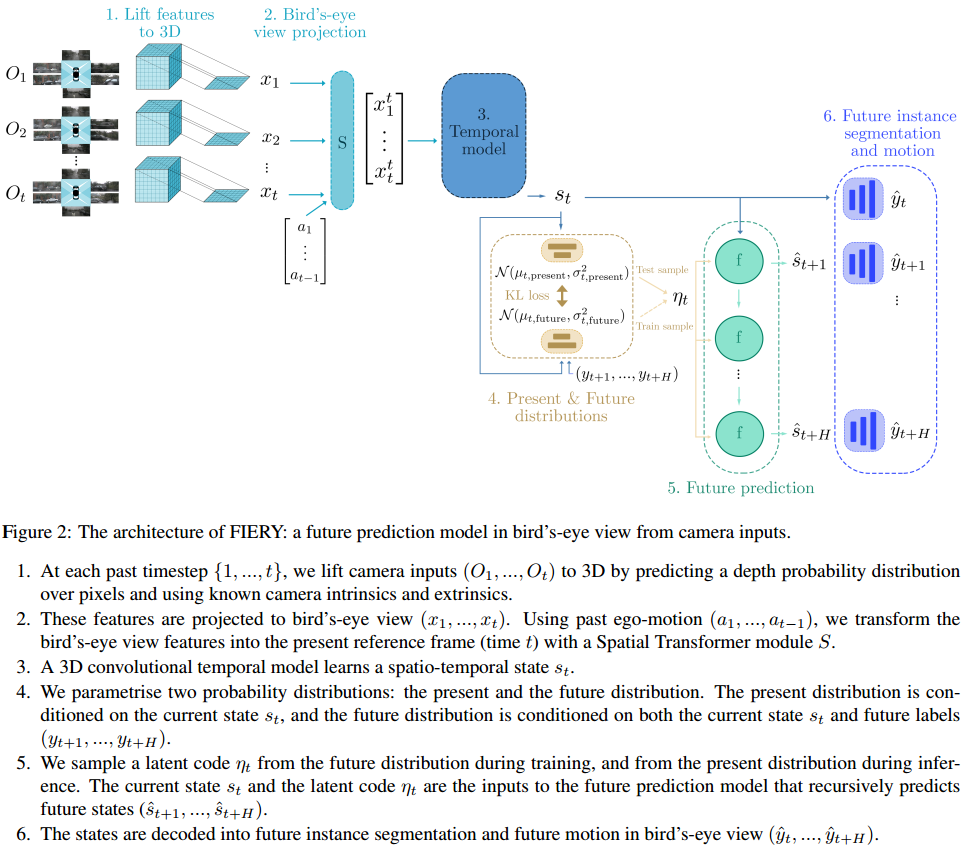 1. Lift features
to 3D
2. Bird's-eye
view projection
O₁
O₂
⋮
Oₜ
x₁
x₂
⋮
xₜ
a₁
⋮
aₜ₋₁
S
x₁ᵗ
⋮
xₜᵗ
3.
Temporal
model
sₜ
N(μₜ,present, σ²ₜ,present)
KL loss
N(μₜ,future, σ²ₜ,future)
(yₜ₊₁, ..., yₜ₊H)
4. Present & Future
distributions
Test sample
ηₜ
Train sample
f
f
⋮
f
5. Future prediction
ŝₜ₊₁
ŝₜ₊H
6. Future instance
segmentation
and motion
ŷₜ
ŷₜ₊₁
⋮
ŷₜ₊H
Figure 2: The architecture of FIERY: a future prediction model in bird's-eye view from camera inputs.
1. At each past timestep {1, ..., t}, we lift camera inputs (O₁, ..., Oₜ) to 3D by predicting a depth probability distribution
over pixels and using known camera intrinsics and extrinsics.
2. These features are projected to bird's-eye view (x₁, ..., xₜ). Using past ego-motion (a₁, ..., aₜ₋₁), we transform the
bird's-eye view features into the present reference frame (time t) with a Spatial Transformer module S.
3. A 3D convolutional temporal model learns a spatio-temporal state sₜ.
4. We parametrise two probability distributions: the present and the future distribution. The present distribution is con-
ditioned on the current state sₜ, and the future distribution is conditioned on both the current state sₜ and future labels
(yₜ₊₁, ..., yₜ₊H).
5. We sample a latent code ηₜ from the future distribution during training, and from the present distribution during infer-
ence. The current state sₜ and the latent code ηₜ are the inputs to the future prediction model that recursively predicts
future states (ŝₜ₊₁, ..., ŝₜ₊H).
6. The states are decoded into future instance segmentation and future motion in bird's-eye view (ŷₜ, ..., ŷₜ₊H).